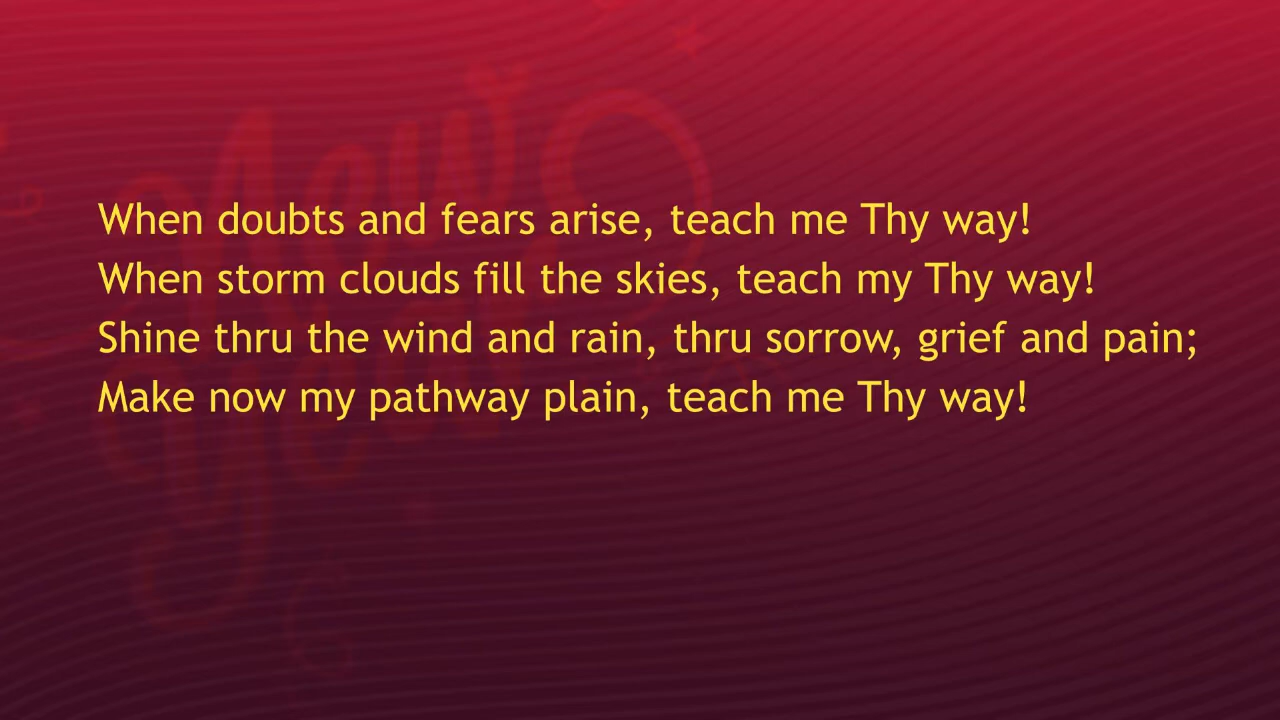 When doubts and fears arise, teach me Thy way!
When storm clouds fill the skies, teach my Thy way!
Shine thru the wind and rain, thru sorrow, grief and pain;
Make now my pathway plain, teach me Thy way!